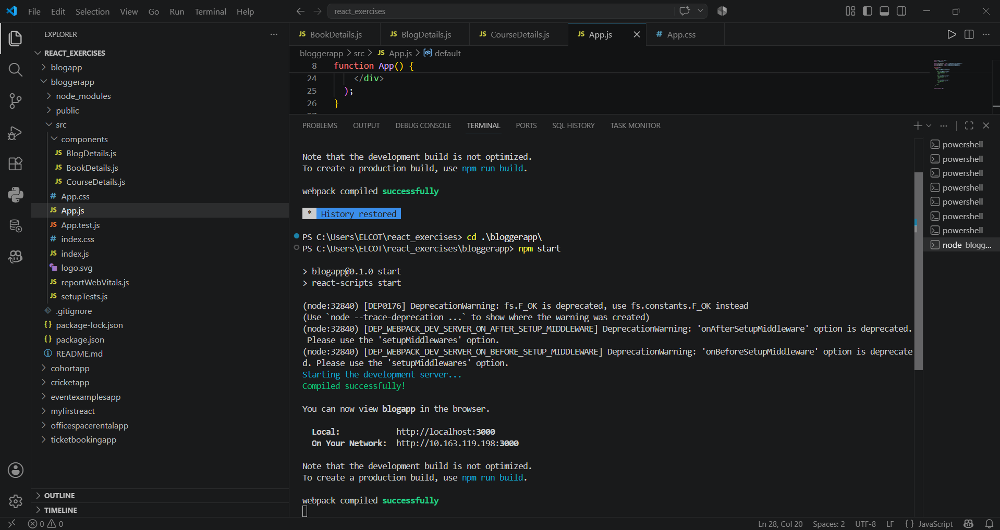 File Edit Selection View Go Run Terminal Help
react_exercises
EXPLORER
REACT_EXERCISES
blogapp
bloggerapp
node_modules
public
src
components
JS BlogDetails.js
JS BookDetails.js
JS CourseDetails.js
# App.css
JS App.js
JS App.test.js
# index.css
JS index.js
logo.svg
JS reportWebVitals.js
JS setupTests.js
.gitignore
{} package-lock.json
{} package.json
README.md
cohortapp
cricketapp
eventexamplesapp
myfirstreact
officespacerentalapp
ticketbookingapp
OUTLINE
TIMELINE
JS BookDetails.js JS BlogDetails.js JS CourseDetails.js JS App.js # App.css
bloggerapp > src > JS App.js > default
8 function App() {
24 </div>
25 );
26 }
PROBLEMS OUTPUT DEBUG CONSOLE TERMINAL PORTS SQL HISTORY TASK MONITOR
Note that the development build is not optimized.
To create a production build, use npm run build.
webpack compiled successfully
* History restored
PS C:\Users\ELCOT\react_exercises> cd .\bloggerapp\
PS C:\Users\ELCOT\react_exercises\bloggerapp> npm start
> blogapp@0.1.0 start
> react-scripts start
(node:32840) [DEP0176] DeprecationWarning: fs.F_OK is deprecated, use fs.constants.F_OK instead
(Use `node --trace-deprecation ...` to show where the warning was created)
(node:32840) [DEP_WEBPACK_DEV_SERVER_ON_AFTER_SETUP_MIDDLEWARE] DeprecationWarning: 'onAfterSetupMiddleware' option is deprecated.
Please use the 'setupMiddlewares' option.
(node:32840) [DEP_WEBPACK_DEV_SERVER_ON_BEFORE_SETUP_MIDDLEWARE] DeprecationWarning: 'onBeforeSetupMiddleware' option is deprecate
d. Please use the 'setupMiddlewares' option.
Starting the development server...
Compiled successfully!
You can now view blogapp in the browser.
Local: http://localhost:3000
On Your Network: http://10.163.119.198:3000
Note that the development build is not optimized.
To create a production build, use npm run build.
webpack compiled successfully
powershell
powershell
powershell
powershell
powershell
powershell
powershell
node blogg...
0 0
Ln 28, Col 20 Spaces: 2 UTF-8 LF {} JavaScript